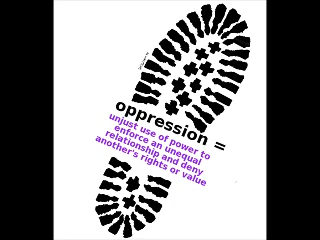 oppression =
unjust use of power to
enforce an unequal
relationship and deny
another's rights or value